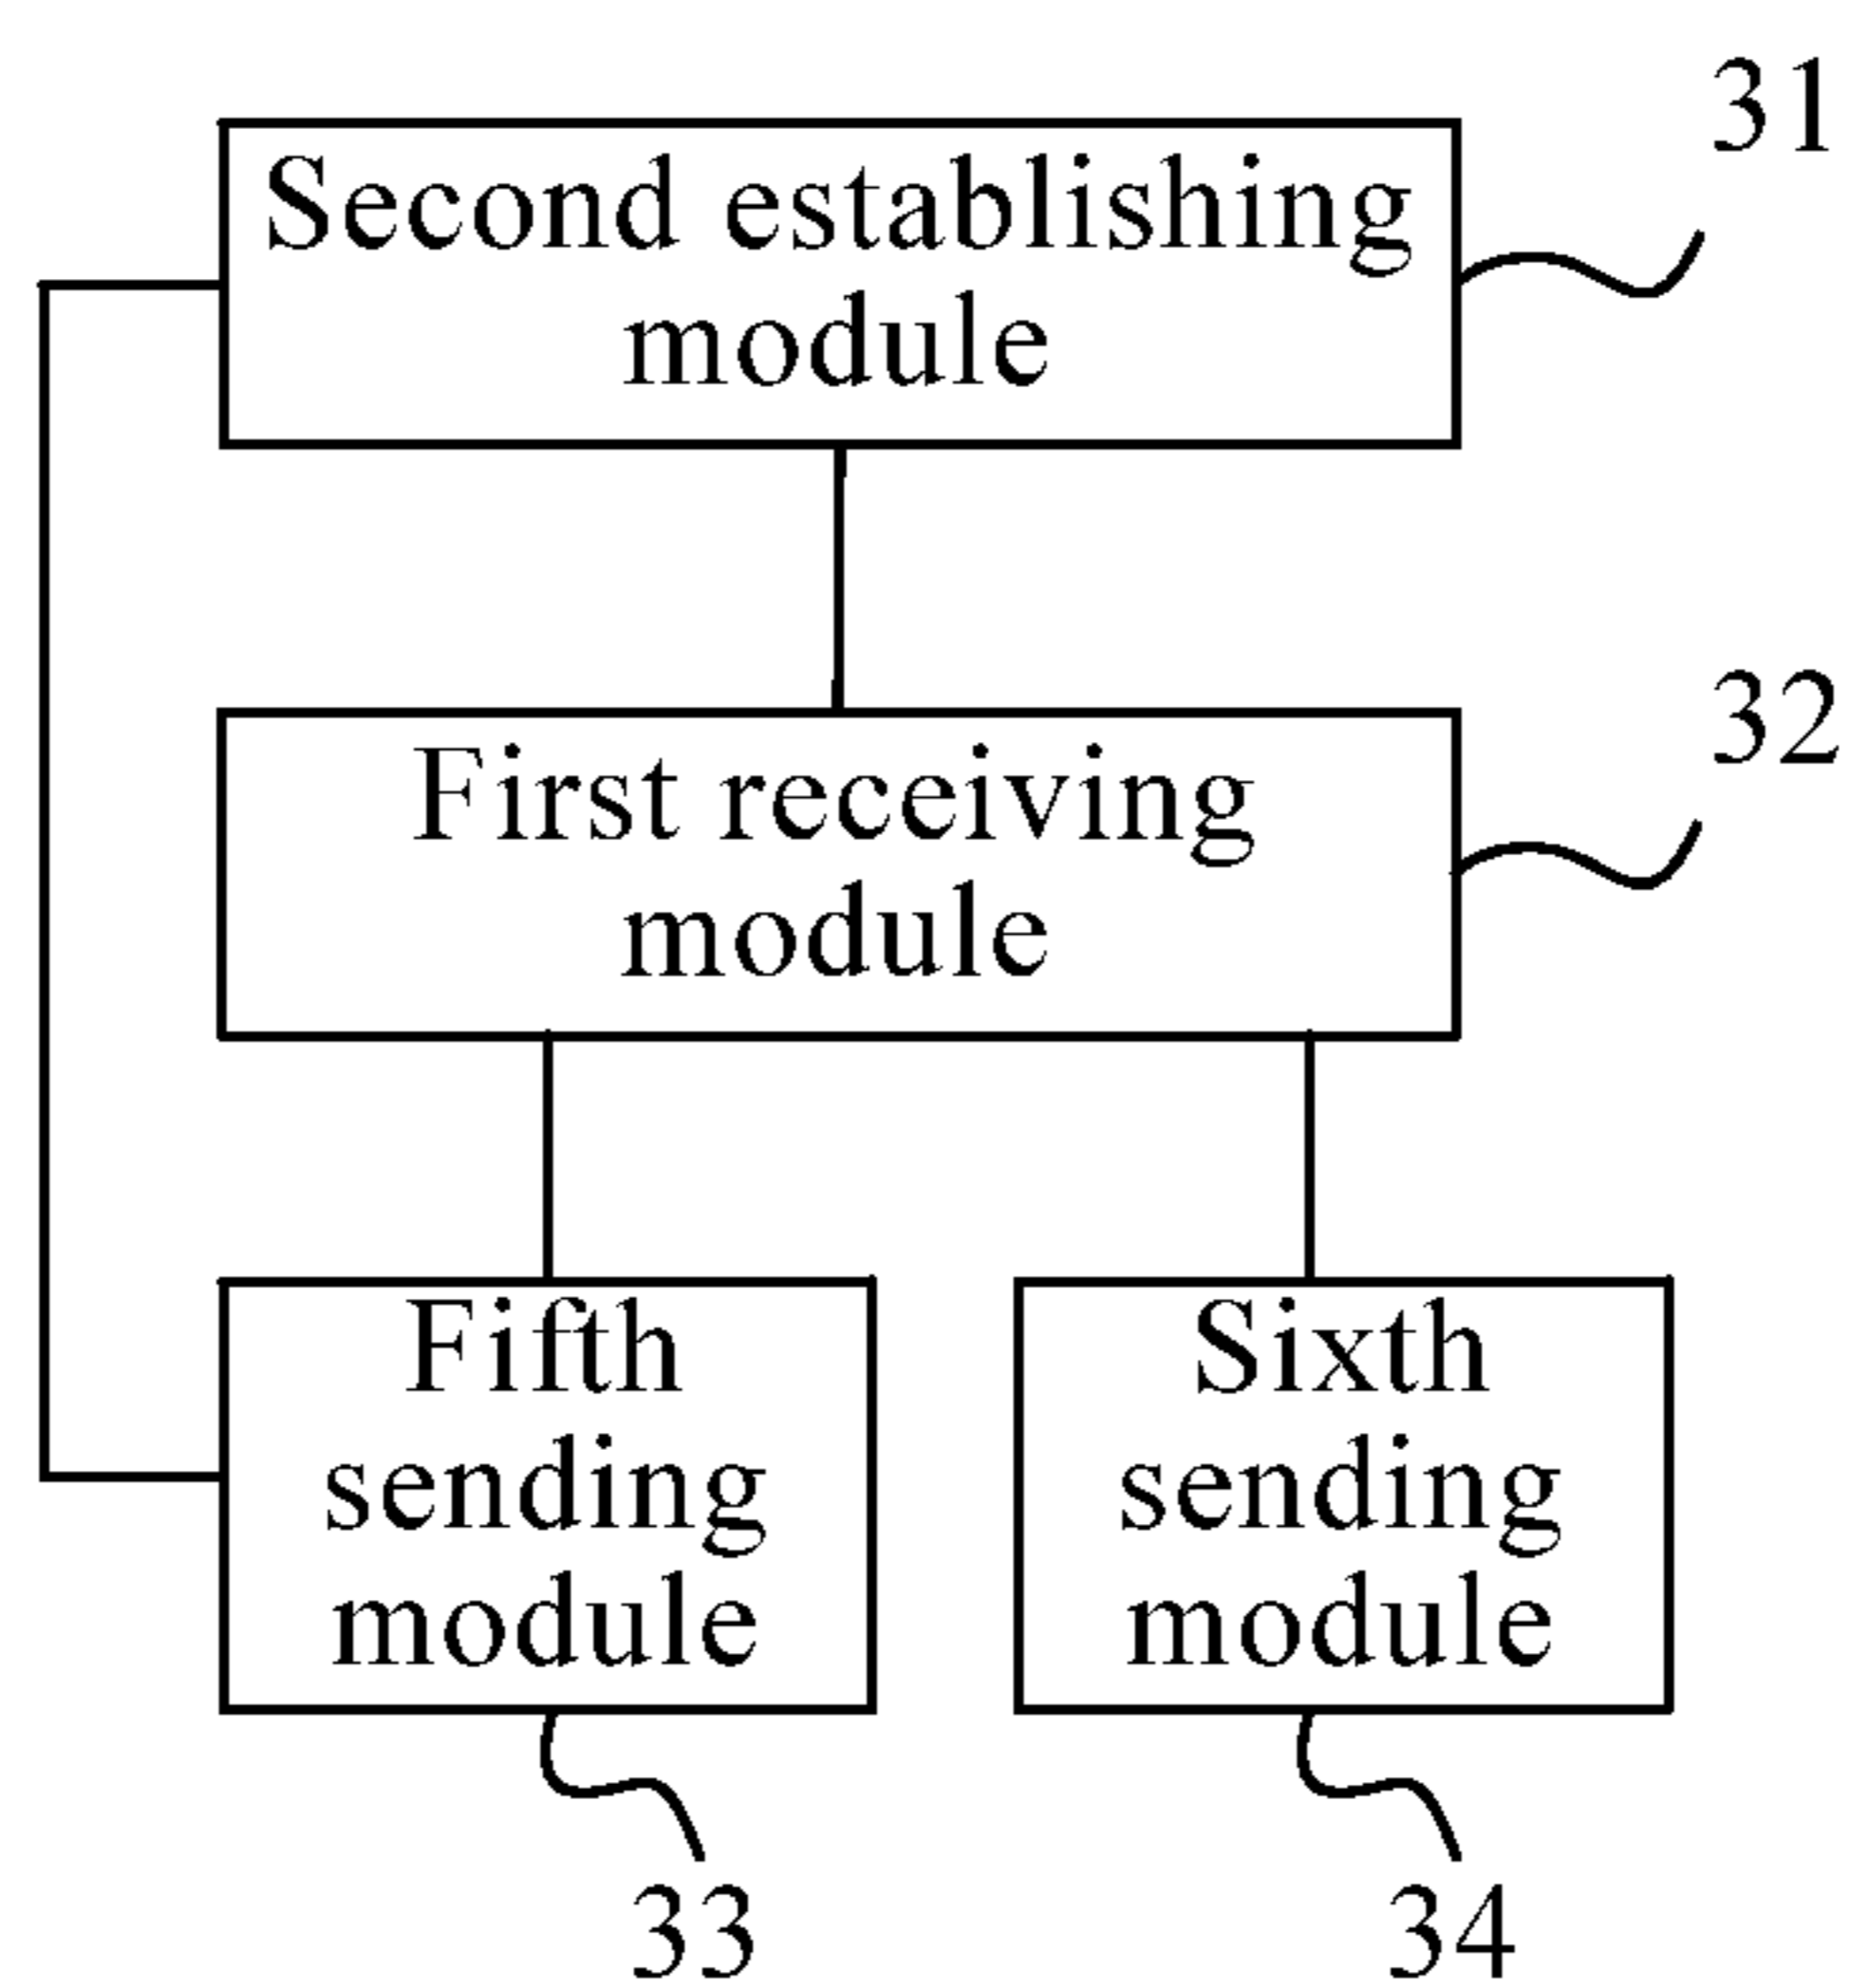 31
Second establishing
module
32
First receiving
module
Fifth
sending
module
Sixth
sending
module
33
34